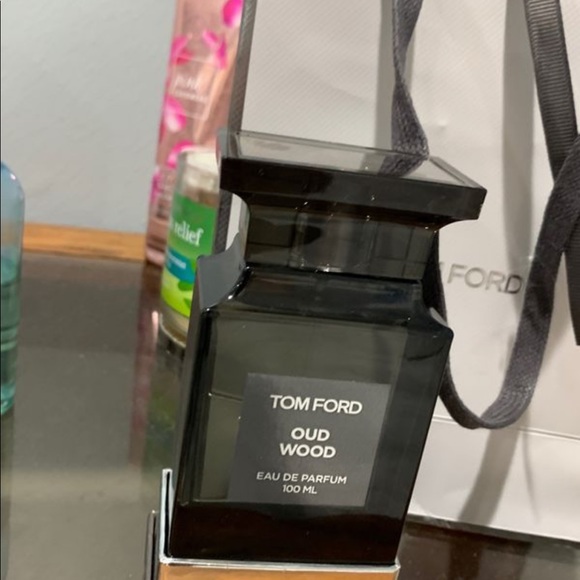 TOM FORD
OUD
WOOD
EAU DE PARFUM
100 ML
FORD
relief